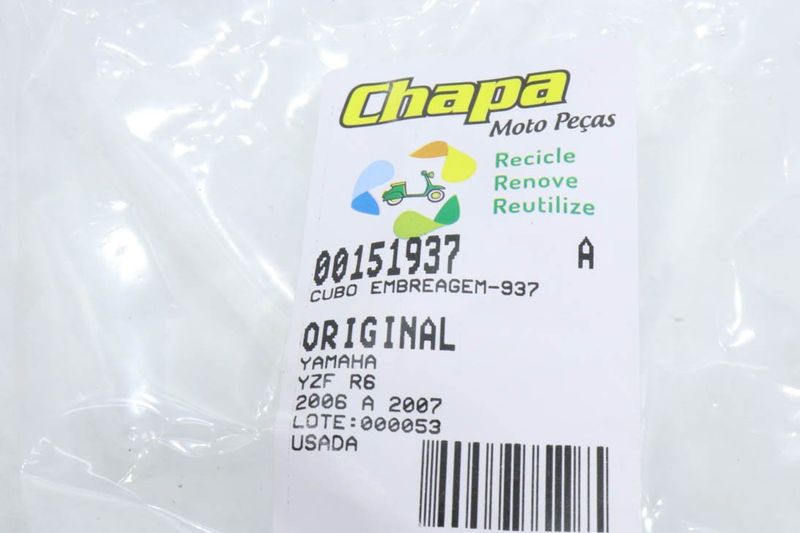 Chapa
Moto Peças
Recicle
Renove
Reutilize
00151937 A
CUBO EMBREAGEM-937
ORIGINAL
YAMAHA
YZF R6
2006 A 2007
LOTE:000053
USADA